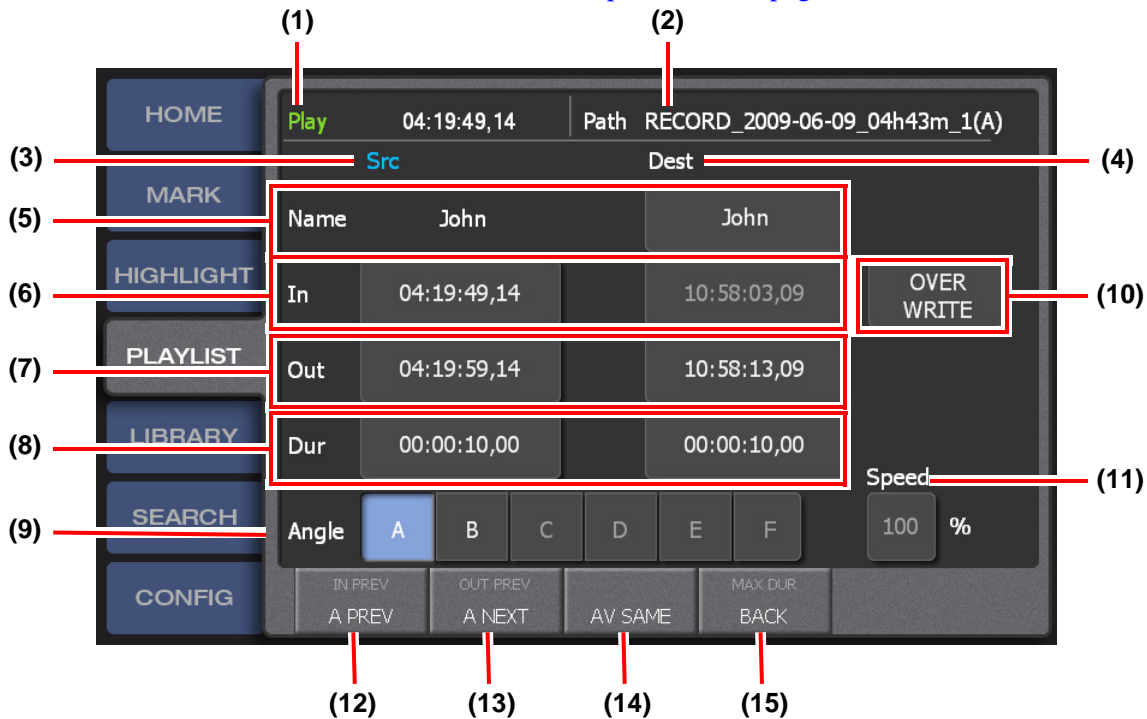 (1) (2)
HOME
Play 04:19:49,14 Path RECORD_2009-06-09_04h43m_1(A)
(3) Src Dest (4)
MARK
(5) Name John John
HIGHLIGHT
(6) In 04:19:49,14 10:58:03,09 OVER WRITE (10)
PLAYLIST
(7) Out 04:19:59,14 10:58:13,09
LIBRARY
(8) Dur 00:00:10,00 00:00:10,00
Speed (11)
SEARCH
(9) Angle A B C D E F 100 %
CONFIG
IN PREV OUT PREV MAX DUR
A PREV A NEXT AV SAME BACK
(12) (13) (14) (15)